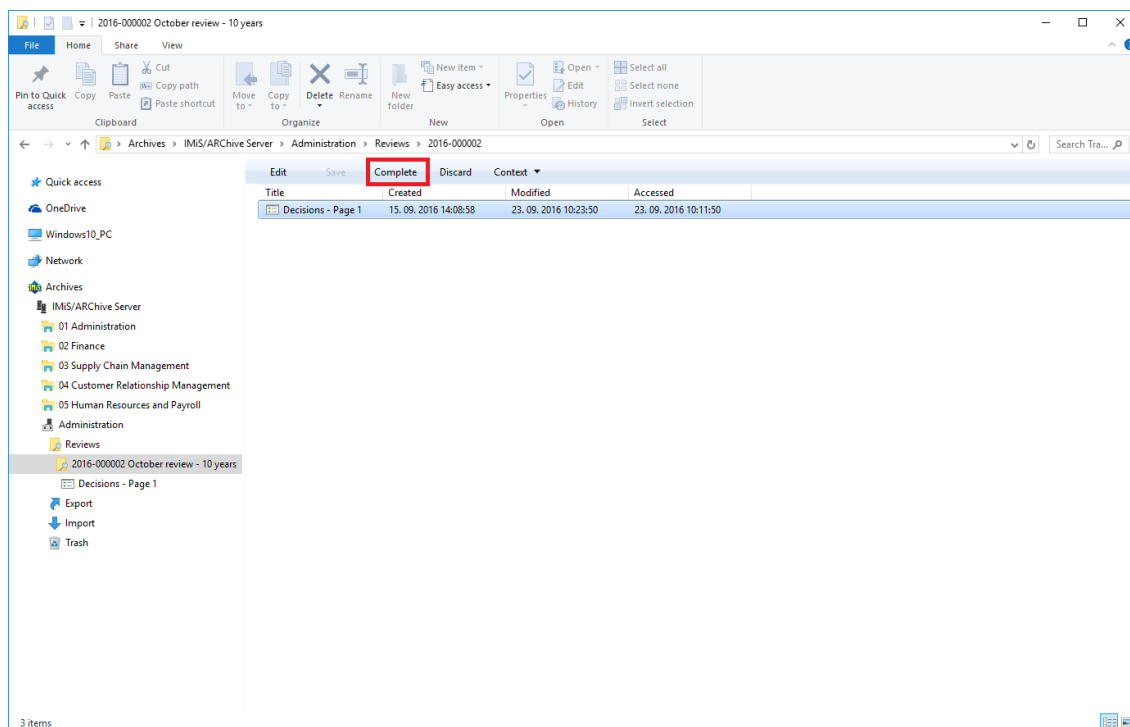 2016-000002 October review - 10 years
File Home Share View
Pin to Quick access
Copy
Paste
Cut
Copy path
Paste shortcut
Clipboard
Move to
Copy to
Delete
Rename
Organize
New folder
New item
Easy access
New
Properties
Open
Edit
History
Open
Select all
Select none
Invert selection
Select
Archives > IMiS/ARChive Server > Administration > Reviews > 2016-000002
Search Tra...
Edit Save Complete Discard Context
Title Created Modified Accessed
Decisions - Page 1 15. 09. 2016 14:08:58 23. 09. 2016 10:23:50 23. 09. 2016 10:11:50
Quick access
OneDrive
Windows10_PC
Network
Archives
IMiS/ARChive Server
01 Administration
02 Finance
03 Supply Chain Management
04 Customer Relationship Management
05 Human Resources and Payroll
Administration
Reviews
2016-000002 October review - 10 years
Decisions - Page 1
Export
Import
Trash
3 items